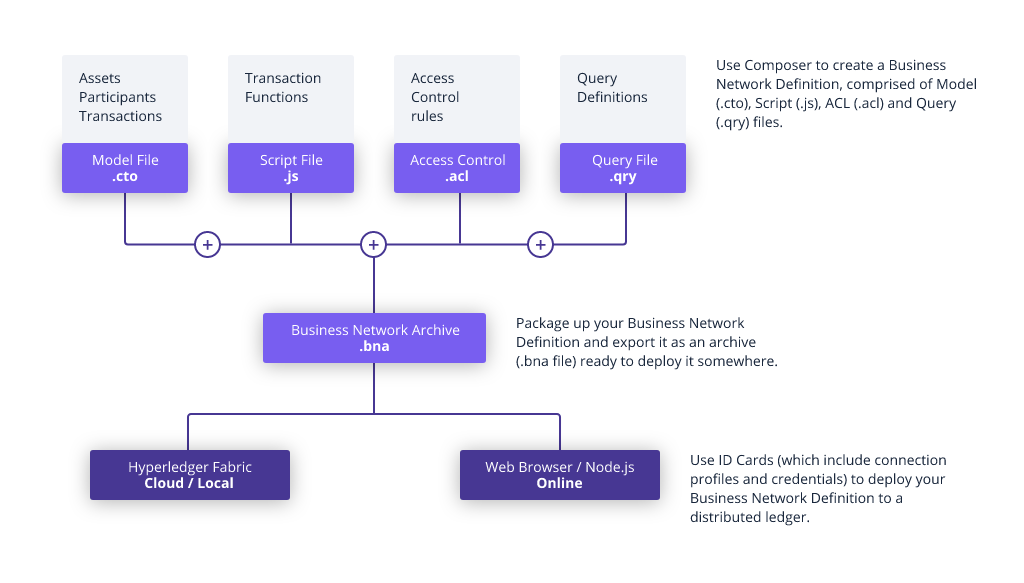 Assets
Participants
Transactions
Model File
.cto
Transaction
Functions
Script File
.js
Access
Control
rules
Access Control
.acl
Query
Definitions
Query File
.qry
Use Composer to create a Business
Network Definition, comprised of Model
(.cto), Script (.js), ACL (.acl) and Query
(.qry) files.
+
+
+
Business Network Archive
.bna
Package up your Business Network
Definition and export it as an archive
(.bna file) ready to deploy it somewhere.
Hyperledger Fabric
Cloud / Local
Web Browser / Node.js
Online
Use ID Cards (which include connection
profiles and credentials) to deploy your
Business Network Definition to a
distributed ledger.